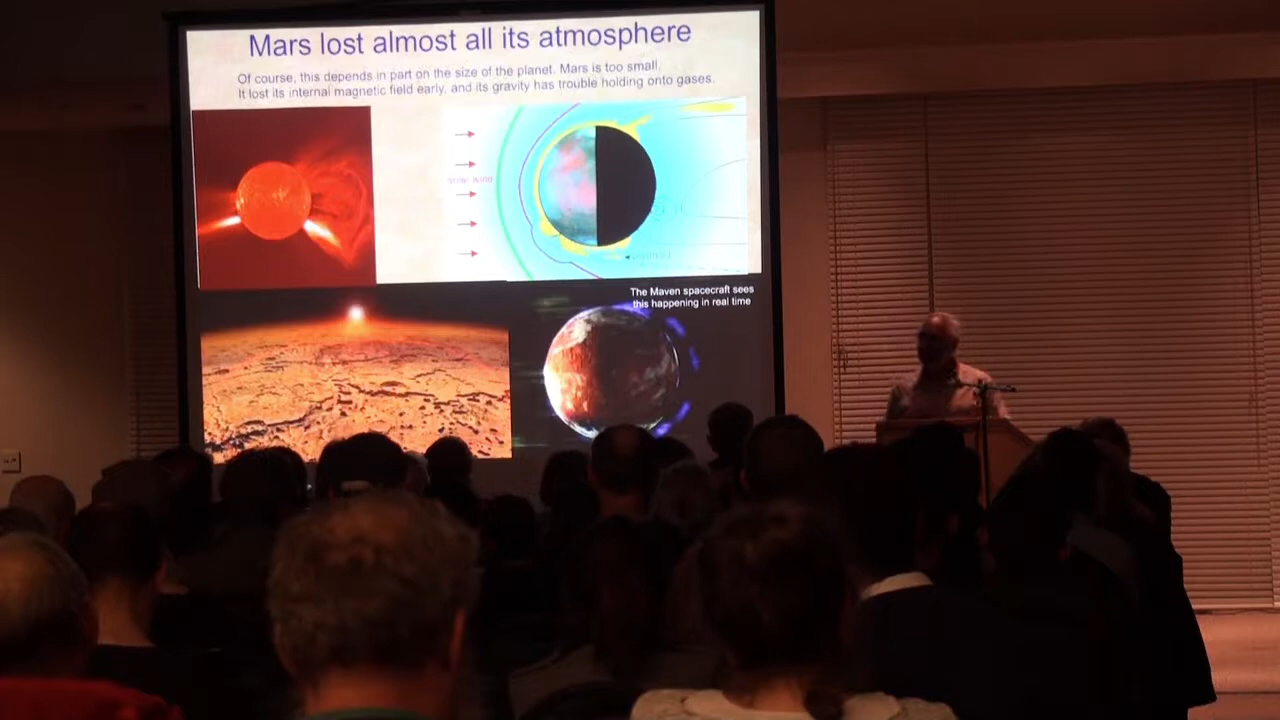 Mars lost almost all its atmosphere
Of course, this depends in part on the size of the planet. Mars is too small.
It lost its internal magnetic field early, and its gravity has trouble holding onto gases.
solar wind
The Maven spacecraft sees
this happening in real time